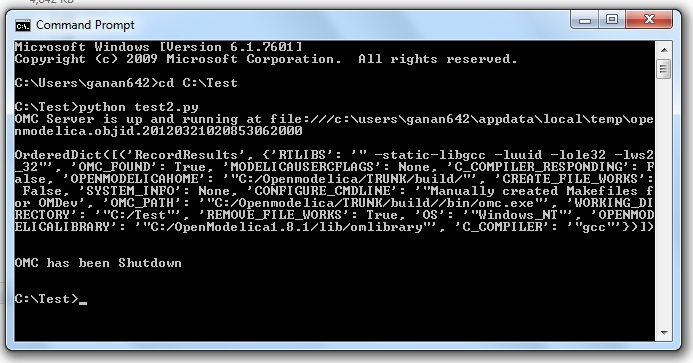 4,642 KB
Command Prompt
Microsoft Windows [Version 6.1.7601]
Copyright (c) 2009 Microsoft Corporation.  All rights reserved.
C:\Users\ganan642>cd C:\Test
C:\Test>python test2.py
OMC Server is up and running at file:///c:\users\ganan642\appdata\local\temp\ope
nmodelica.objid.20120321020853062000
OrderedDict([('RecordResults', {'RTLIBS': '" -static-libgcc -luuid -lole32 -lws2
_32"', 'OMC_FOUND': True, 'MODELICAUSERCFLAGS': None, 'C_COMPILER_RESPONDING': F
alse, 'OPENMODELICAHOME': '"C:/Openmodelica/TRUNK/build/"', 'CREATE_FILE_WORKS':
 False, 'SYSTEM_INFO': None, 'CONFIGURE_CMDLINE': '"Manually created Makefiles f
or OMDev', 'OMC_PATH': '"C:/Openmodelica/TRUNK/build//bin/omc.exe"', 'WORKING_DI
RECTORY': '"C:/Test"', 'REMOVE_FILE_WORKS': True, 'OS': '"Windows_NT"', 'OPENMOD
ELICALIBRARY': '"C:/OpenModelica1.8.1/lib/omlibrary"', 'C_COMPILER': '"gcc"'})])
OMC has been Shutdown
C:\Test>_